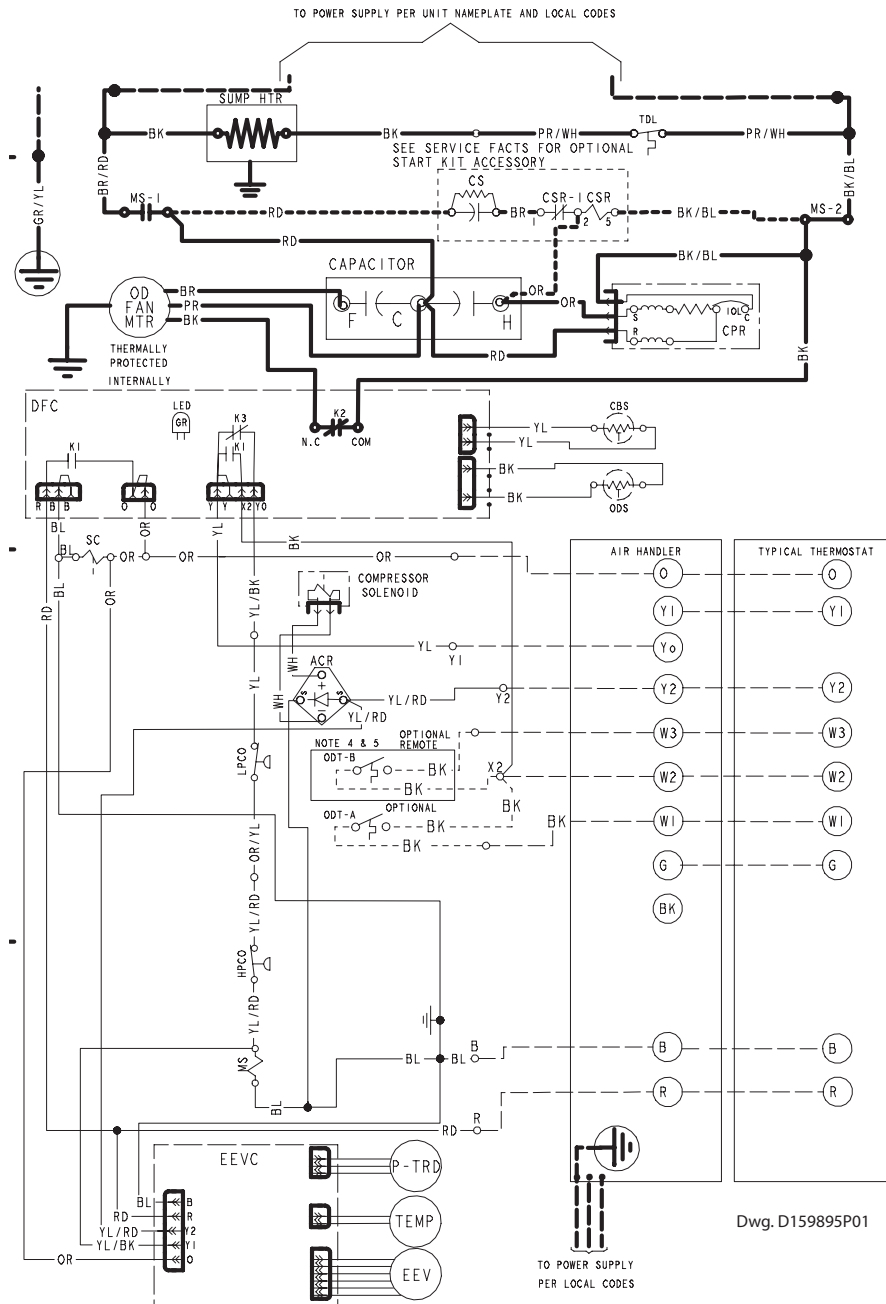 TO POWER SUPPLY PER UNIT NAMEPLATE AND LOCAL CODES
SUMP HTR
TDL
BK
BK
PR/WH
PR/WH
SEE SERVICE FACTS FOR OPTIONAL
START KIT ACCESSORY
BR/RD
BK/BL
GR/YL
MS-1
CS
CSR-1
CSR
MS-2
RD
BR
1
2
5
BK/BL
RD
BK/BL
CAPACITOR
OR
OR
OD
FAN
MTR
BR
PR
BK
F
C
H
S
R
IOL
C
CPR
RD
BK
THERMALLY
PROTECTED
INTERNALLY
DFC
LED
GR
K3
K2
N.C
COM
K1
K1
CBS
YL
YL
BK
BK
ODS
R
B
B
O
O
Y
Y
X2
YO
BL
OR
YL
BK
SC
BL
OR
OR
OR
AIR HANDLER
TYPICAL THERMOSTAT
O
O
RD
BL
OR
YL/BK
COMPRESSOR
SOLENOID
Y1
Y1
YL
Y1
Yo
WH
WH
ACR
+
S
S
YL
YL/RD
Y2
Y2
Y2
YL/RD
NOTE 4 & 5
OPTIONAL
REMOTE
W3
W3
LPCO
ODT-B
BK
BK
X2
W2
W2
BK
ODT-A
OPTIONAL
BK
BK
BK
W1
W1
OR/YL
G
G
YL/RD
BK
HPCO
YL/RD
MS
BL
BL
BL
B
B
B
R
R
RD
R
EEVC
P-TRD
BL
B
RD
R
YL/RD
Y2
YL/BK
Y1
OR
O
TEMP
EEV
TO POWER SUPPLY
PER LOCAL CODES
Dwg. D159895P01